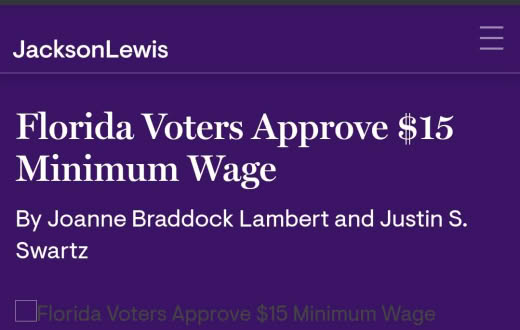 JacksonLewis
Florida Voters Approve $15
Minimum Wage
By Joanne Braddock Lambert and Justin S.
Swartz
Florida Voters Approve $15 Minimum Wage